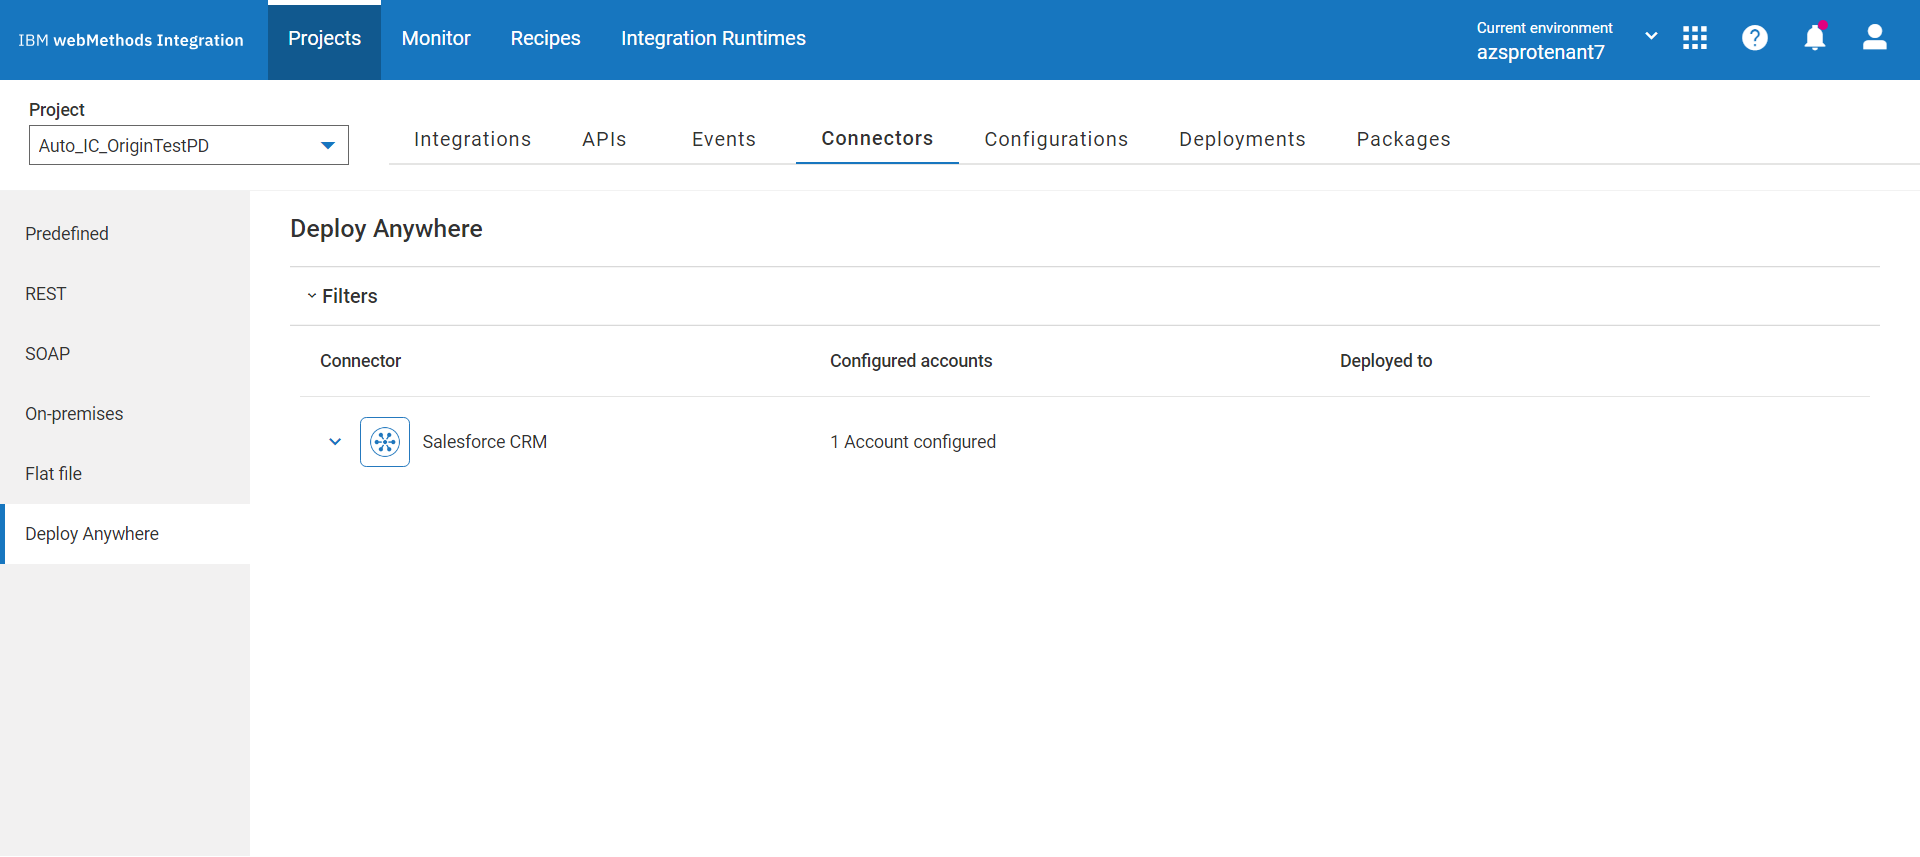 IBM webMethods Integration
Projects
Monitor
Recipes
Integration Runtimes
Current environment
azsprotenant7
Project
Auto_IC_OriginTestPD
Integrations
APIs
Events
Connectors
Configurations
Deployments
Packages
Predefined
REST
SOAP
On-premises
Flat file
Deploy Anywhere
Deploy Anywhere
Filters
Connector
Configured accounts
Deployed to
Salesforce CRM
1 Account configured